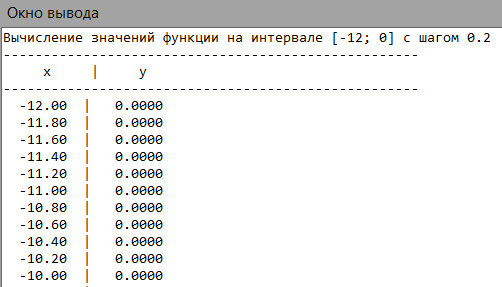 Окно вывода
Вычисление значений функции на интервале [-12; 0] с шагом 0.2
----------------------------------------------------
x | y
----------------------------------------------------
-12.00 | 0.0000
-11.80 | 0.0000
-11.60 | 0.0000
-11.40 | 0.0000
-11.20 | 0.0000
-11.00 | 0.0000
-10.80 | 0.0000
-10.60 | 0.0000
-10.40 | 0.0000
-10.20 | 0.0000
-10.00 | 0.0000